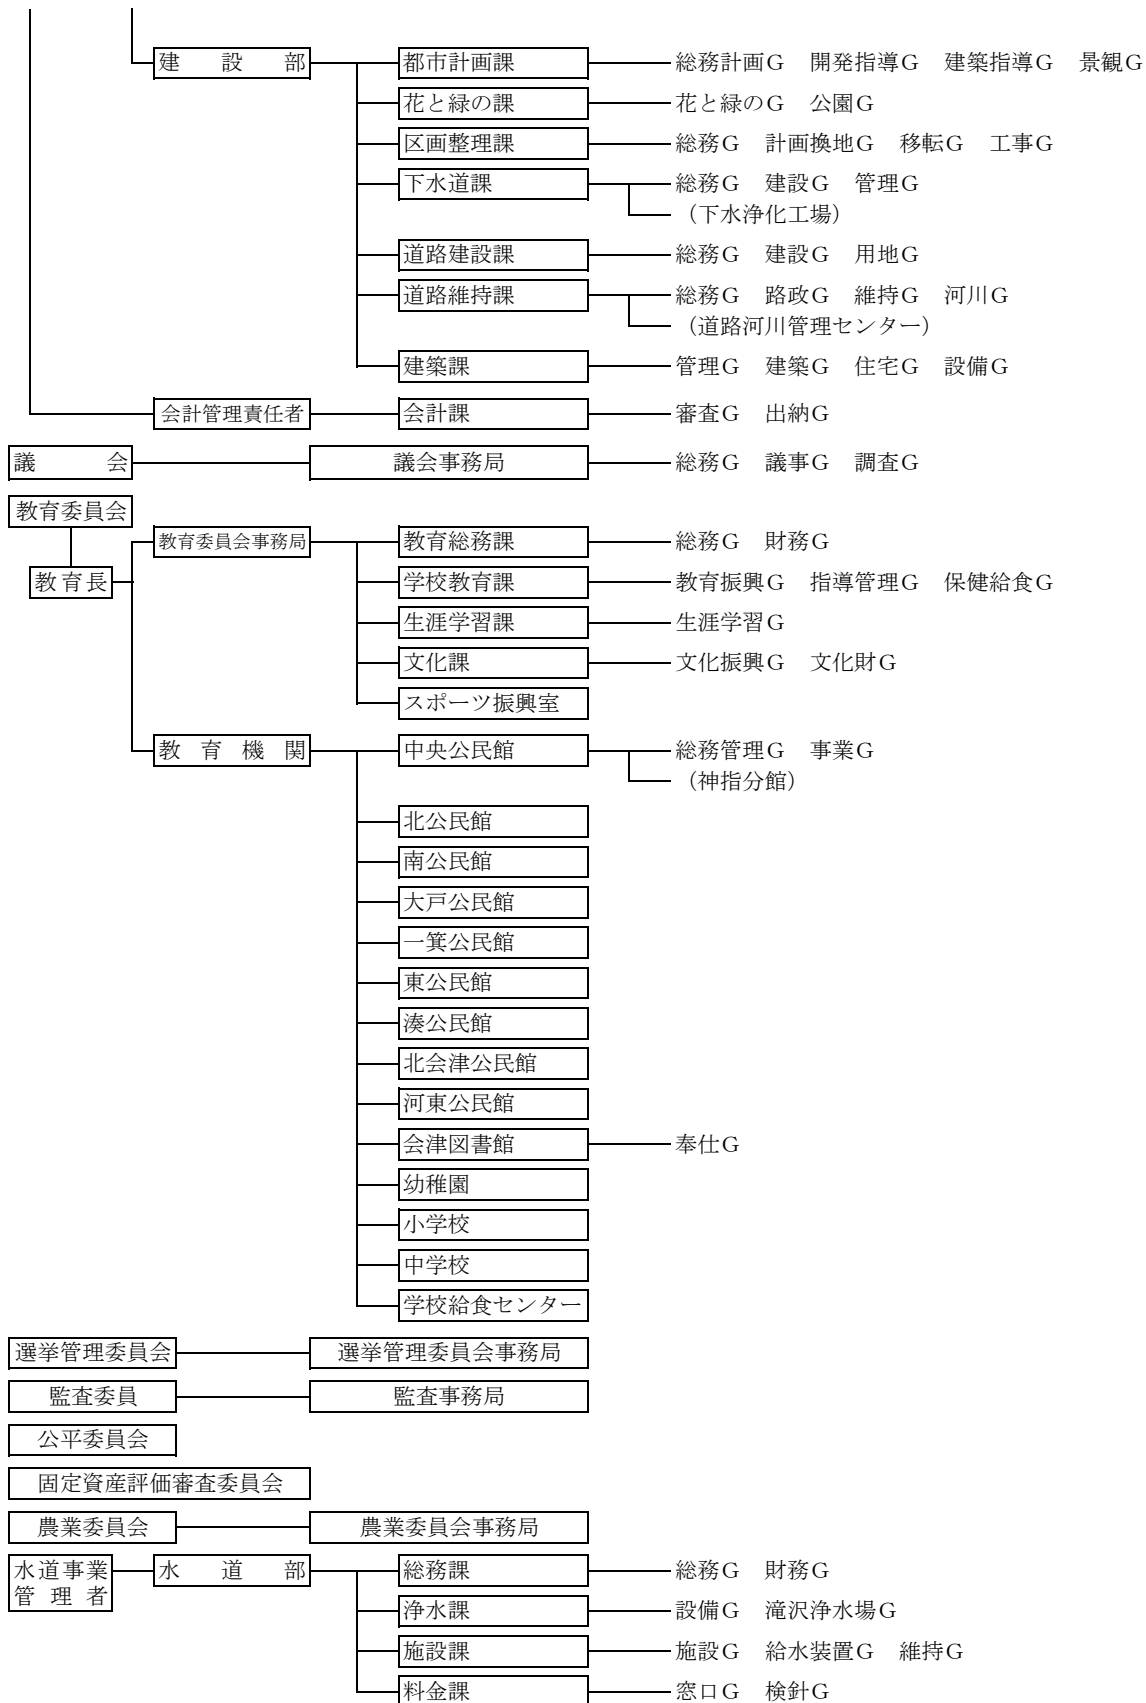 建設部 都市計画課 総務計画G 開発指導G 建築指導G 景観G
花と緑の課 花と緑のG 公園G
区画整理課 総務G 計画換地G 移転G 工事G
下水道課 総務G 建設G 管理G
（下水浄化工場）
道路建設課 総務G 建設G 用地G
道路維持課 総務G 路政G 維持G 河川G
（道路河川管理センター）
建築課 管理G 建築G 住宅G 設備G
会計管理責任者 会計課 審査G 出納G
議会 議会事務局 総務G 議事G 調査G
教育委員会
教育委員会事務局 教育総務課 総務G 財務G
教育長 学校教育課 教育振興G 指導管理G 保健給食G
生涯学習課 生涯学習G
文化課 文化振興G 文化財G
スポーツ振興室
教育機関 中央公民館 総務管理G 事業G
（神指分館）
北公民館
南公民館
大戸公民館
一箕公民館
東公民館
湊公民館
北会津公民館
河東公民館
会津図書館 奉仕G
幼稚園
小学校
中学校
学校給食センター
選挙管理委員会 選挙管理委員会事務局
監査委員 監査事務局
公平委員会
固定資産評価審査委員会
農業委員会 農業委員会事務局
水道事業管理者 水道部 総務課 総務G 財務G
浄水課 設備G 滝沢浄水場G
施設課 施設G 給水装置G 維持G
料金課 窓口G 検針G